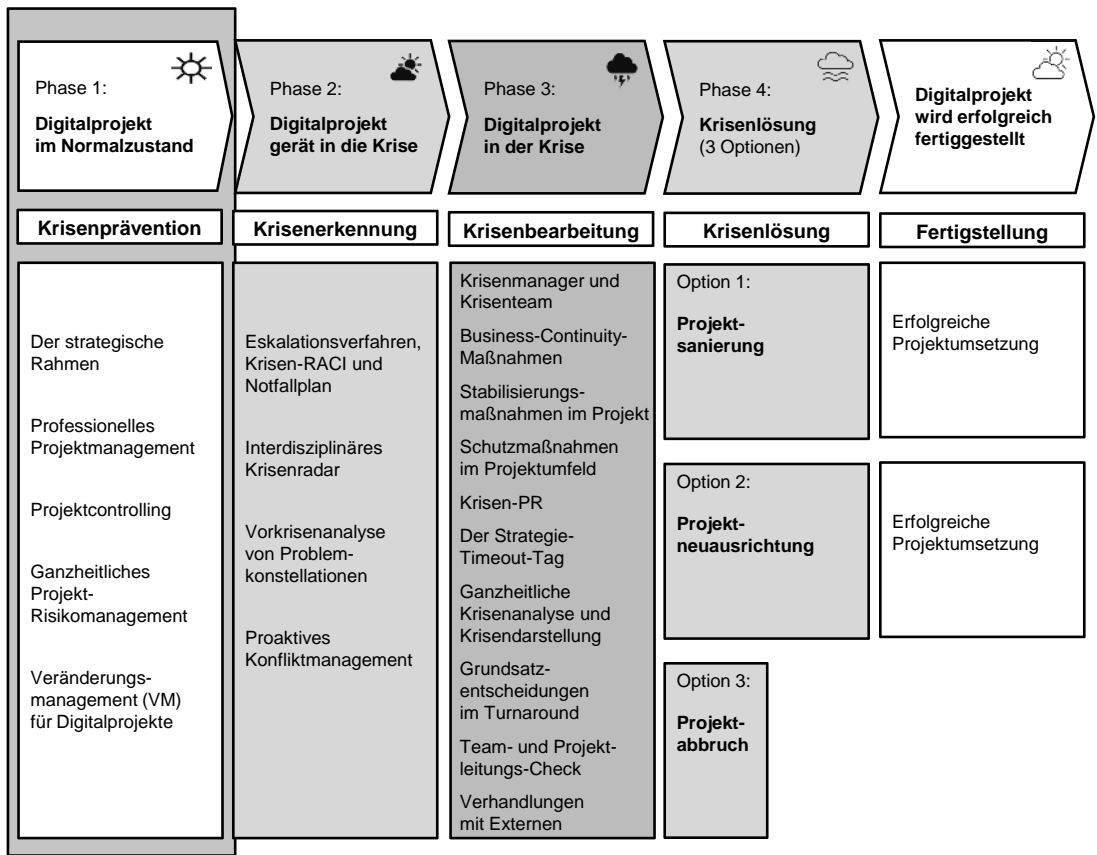 Phase 1:
Digitalprojekt
im Normalzustand
Phase 2:
Digitalprojekt
gerät in die Krise
Phase 3:
Digitalprojekt
in der Krise
Phase 4:
Krisenlösung
(3 Optionen)
Digitalprojekt
wird erfolgreich
fertiggestellt
Krisenprävention
Krisenerkennung
Krisenbearbeitung
Krisenlösung
Fertigstellung
Der strategische
Rahmen
Professionelles
Projektmanagement
Projektcontrolling
Ganzheitliches
Projekt-
Risikomanagement
Veränderungs-
management (VM)
für Digitalprojekte
Eskalationsverfahren,
Krisen-RACI und
Notfallplan
Interdisziplinäres
Krisenradar
Vorkrisenanalyse
von Problem-
konstellationen
Proaktives
Konfliktmanagement
Krisenmanager und
Krisenteam
Business-Continuity-
Maßnahmen
Stabilisierungs-
maßnahmen im Projekt
Schutzmaßnahmen
im Projektumfeld
Krisen-PR
Der Strategie-
Timeout-Tag
Ganzheitliche
Krisenanalyse und
Krisendarstellung
Grundsatz-
entscheidungen
im Turnaround
Team- und Projekt-
leitungs-Check
Verhandlungen
mit Externen
Option 1:
Projekt-
sanierung
Option 2:
Projekt-
neuausrichtung
Option 3:
Projekt-
abbruch
Erfolgreiche
Projektumsetzung
Erfolgreiche
Projektumsetzung